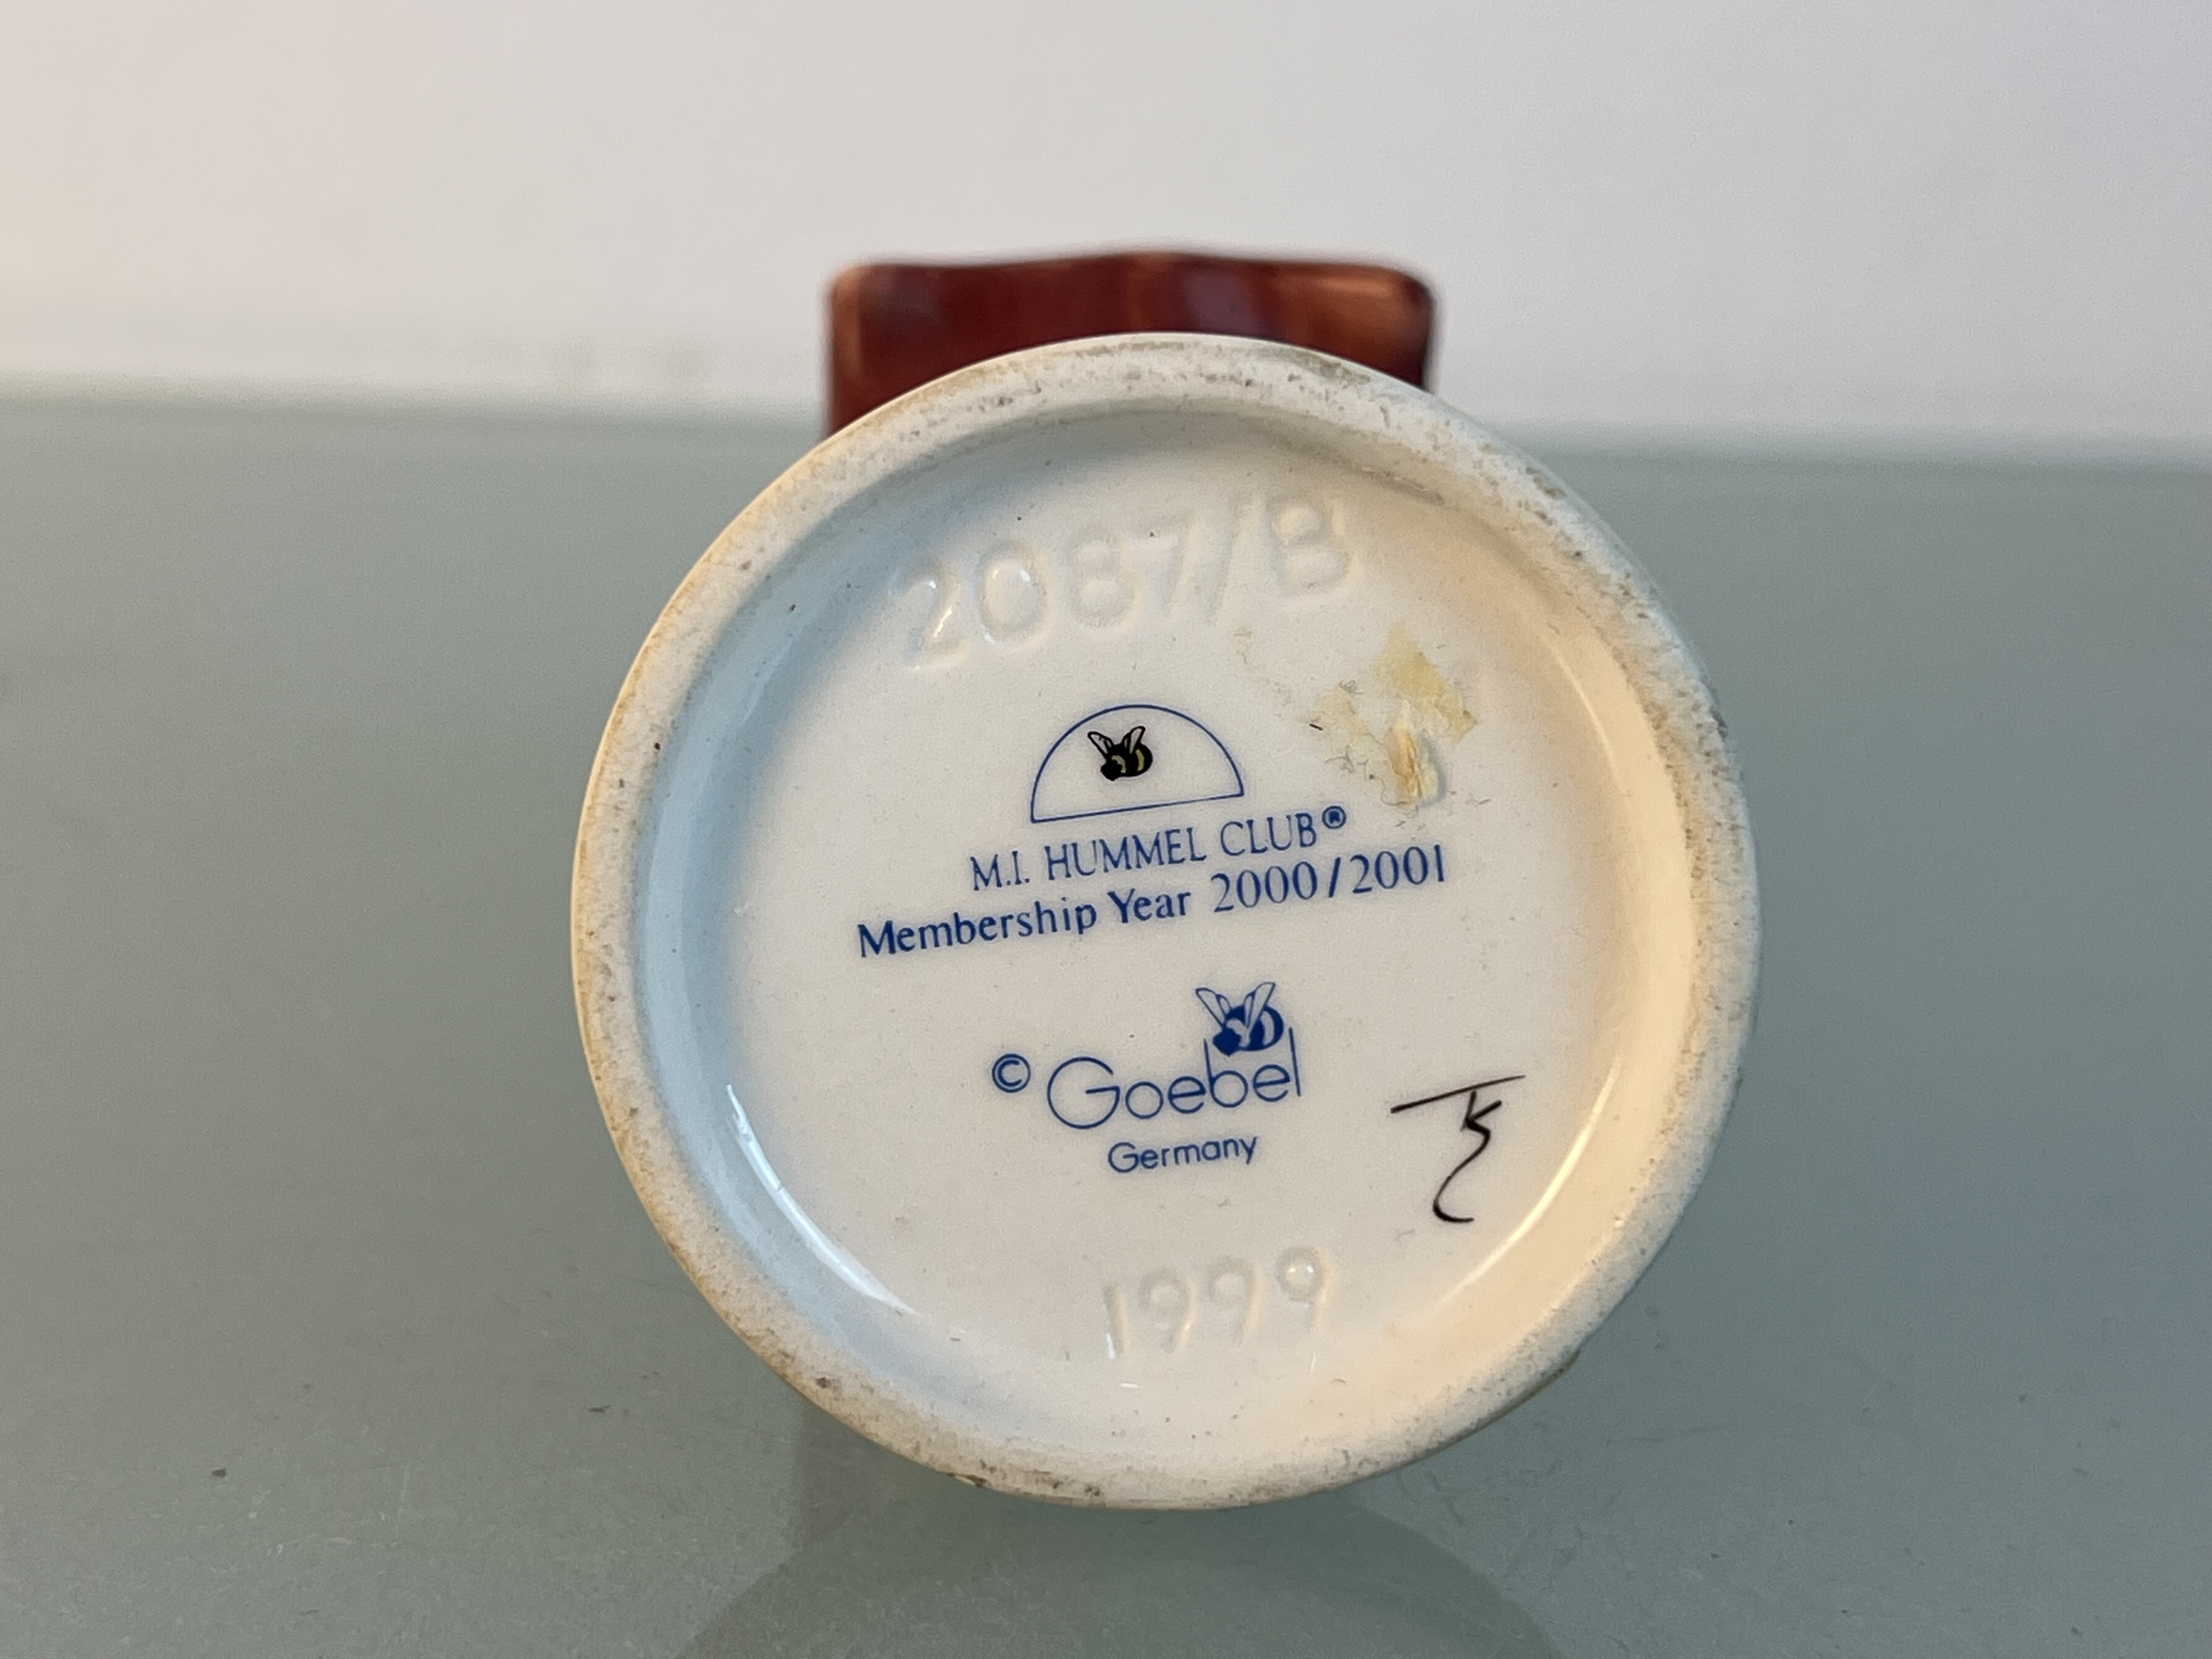 2087/B
M.I. HUMMEL CLUB®
Membership Year 2000/2001
© Goebel
Germany
1999